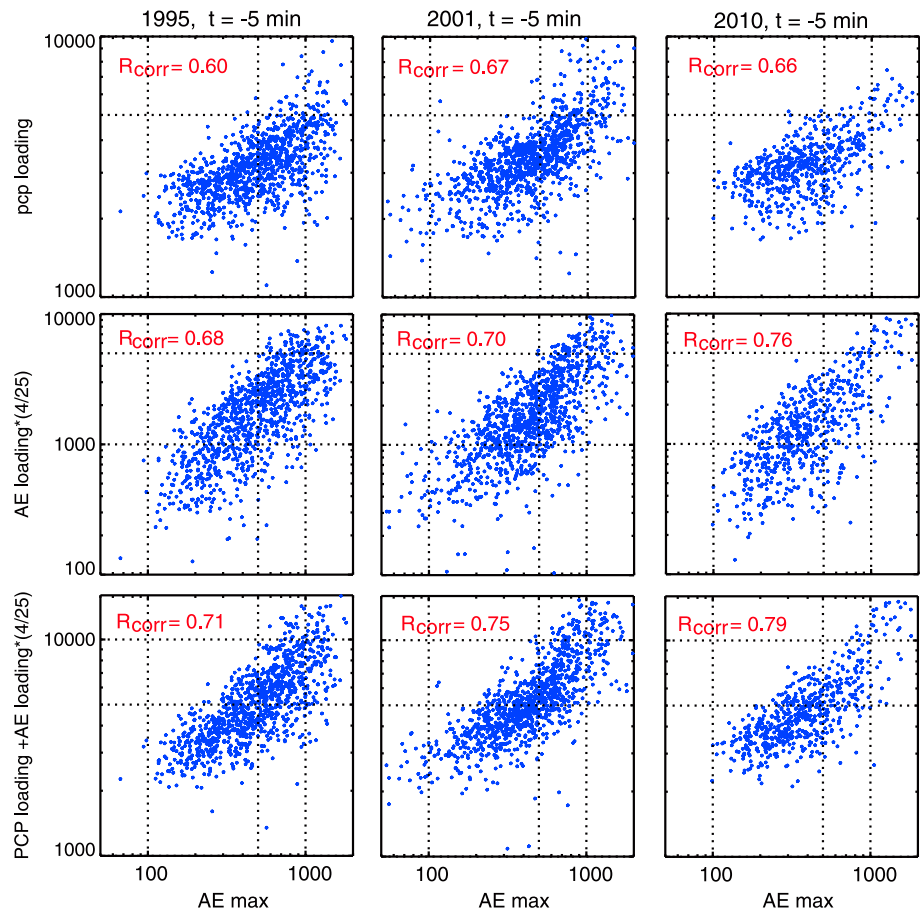 1995, t = -5 min
2001, t = -5 min
2010, t = -5 min
10000
1000
pcp loading
Rcorr= 0.60
Rcorr= 0.67
Rcorr= 0.66
10000
1000
100
AE loading*(4/25)
Rcorr= 0.68
Rcorr= 0.70
Rcorr= 0.76
10000
1000
PCP loading +AE loading*(4/25)
Rcorr= 0.71
Rcorr= 0.75
Rcorr= 0.79
100 1000
100 1000
100 1000
AE max
AE max
AE max